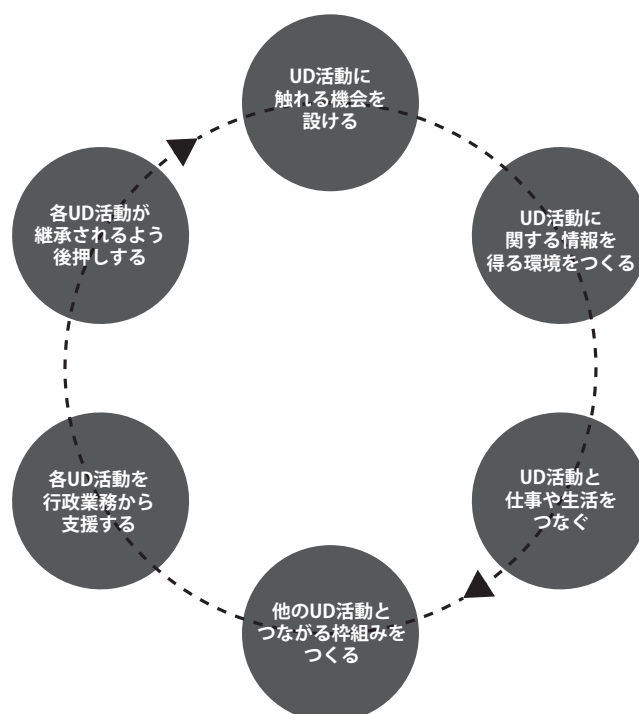 UD活動に
触れる機会を
設ける
UD活動に
関する情報を
得る環境をつくる
UD活動と
仕事や生活を
つなぐ
他のUD活動と
つながる枠組みを
つくる
各UD活動を
行政業務から
支援する
各UD活動が
継承されるよう
後押しする